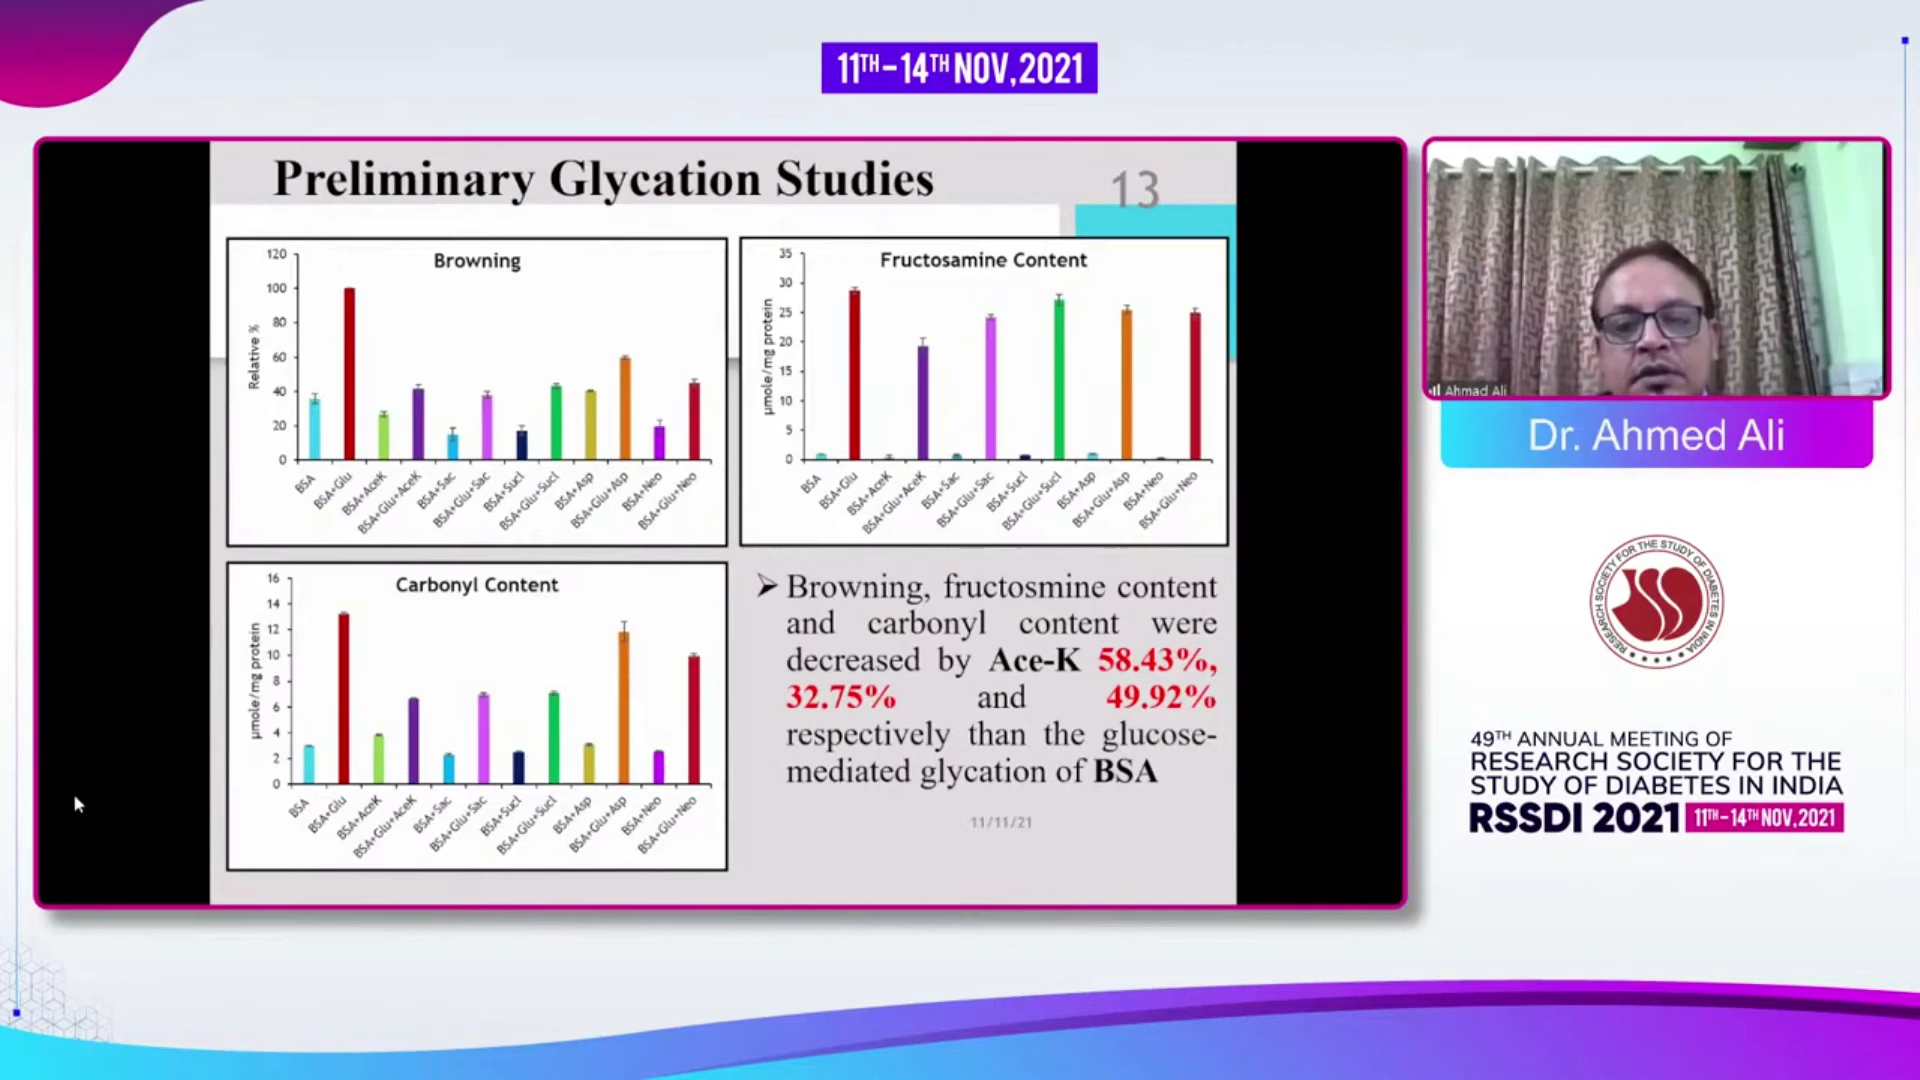 11TH-14TH NOV,2021
Preliminary Glycation Studies
13
Browning
Relative %
120
100
80
60
40
20
0
BSA
BSA+Glu
BSA+AceK
BSA+Glu+AceK
BSA+Sac
BSA+Glu+Sac
BSA+Sucl
BSA+Glu+Sucl
BSA+Asp
BSA+Glu+Asp
BSA+Neo
BSA+Glu+Neo
Fructosamine Content
µmole/mg protein
35
30
25
20
15
10
5
0
BSA
BSA+Glu
BSA+AceK
BSA+Glu+AceK
BSA+Sac
BSA+Glu+Sac
BSA+Sucl
BSA+Glu+Sucl
BSA+Asp
BSA+Glu+Asp
BSA+Neo
BSA+Glu+Neo
Carbonyl Content
µmole/mg protein
16
14
12
10
8
6
4
2
0
BSA
BSA+Glu
BSA+AceK
BSA+Glu+AceK
BSA+Sac
BSA+Glu+Sac
BSA+Sucl
BSA+Glu+Sucl
BSA+Asp
BSA+Glu+Asp
BSA+Neo
BSA+Glu+Neo
➢ Browning, fructosmine content
and carbonyl content were
decreased by Ace-K 58.43%,
32.75% and 49.92%
respectively than the glucose-
mediated glycation of BSA
11/11/21
Ahmad Ali
Dr. Ahmed Ali
RESEARCH SOCIETY FOR THE STUDY OF DIABETES IN INDIA
49TH ANNUAL MEETING OF
RESEARCH SOCIETY FOR THE
STUDY OF DIABETES IN INDIA
RSSDI 2021 11TH-14TH NOV,2021